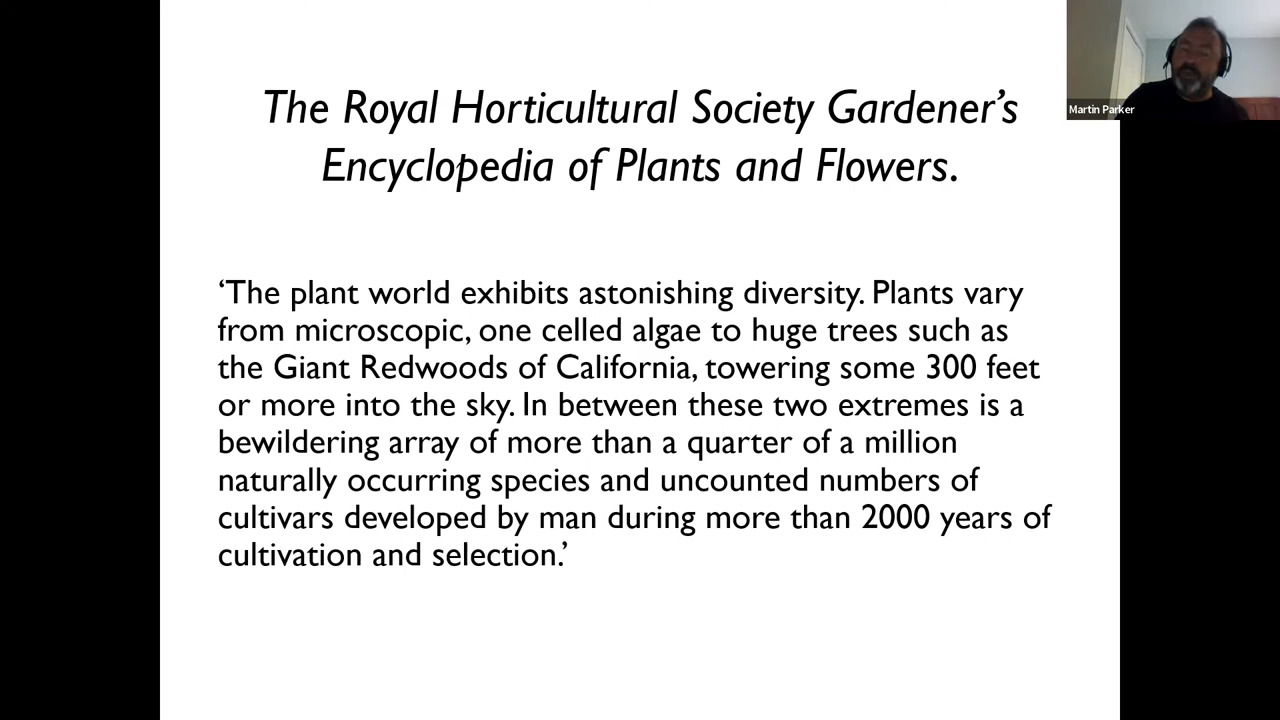 The Royal Horticultural Society Gardener’s
Encyclopedia of Plants and Flowers.
‘The plant world exhibits astonishing diversity. Plants vary
from microscopic, one celled algae to huge trees such as
the Giant Redwoods of California, towering some 300 feet
or more into the sky. In between these two extremes is a
bewildering array of more than a quarter of a million
naturally occurring species and uncounted numbers of
cultivars developed by man during more than 2000 years of
cultivation and selection.’
Martin Parker